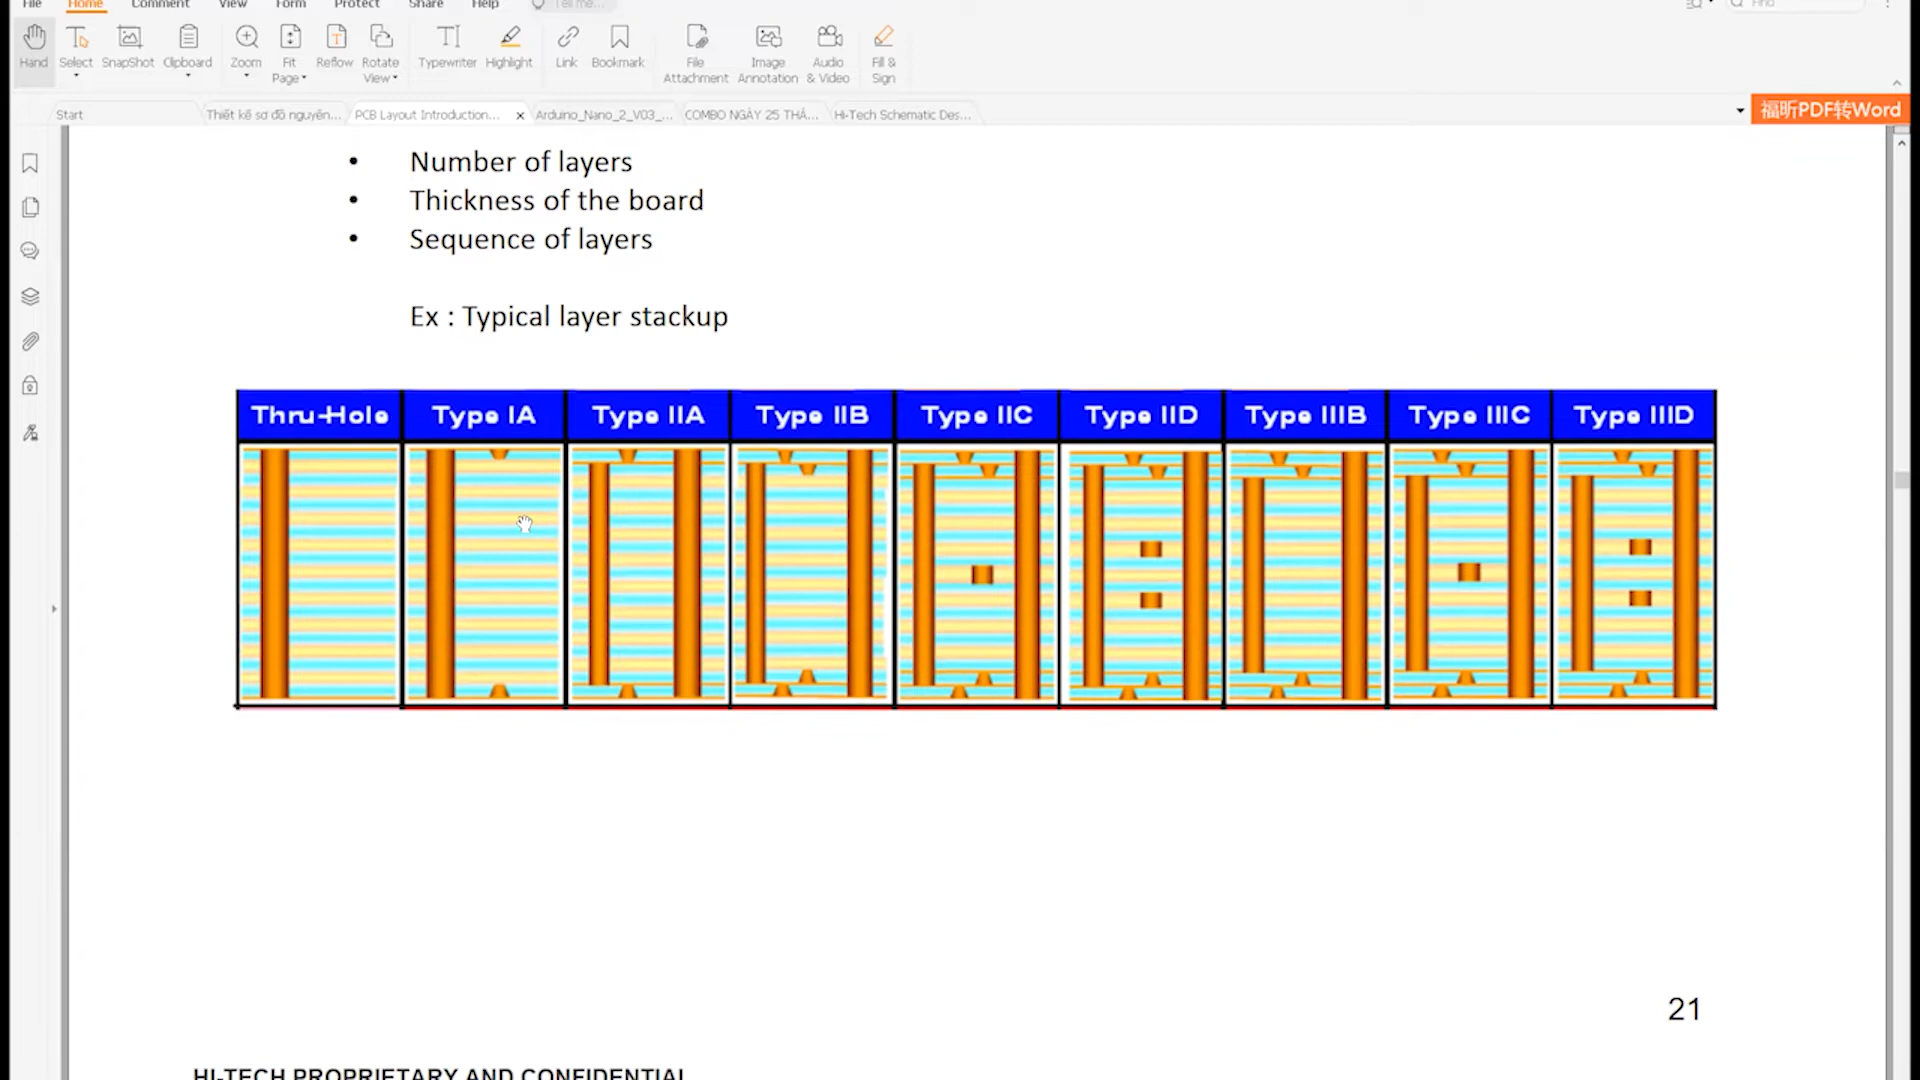 File Home Comment View Form Protect Share Help Tell me... Find
Hand Select SnapShot Clipboard Zoom Fit Page Reflow Rotate View Typewriter Highlight Link Bookmark File Attachment Image Annotation Audio & Video Fill & Sign
Start Thiết kế sơ đồ nguyên... PCB Layout Introduction... Arduino_Nano_2_V03_... COMBO NGÀY 25 THÁ... Hi-Tech Schematic Des... 福昕PDF转Word
• Number of layers
• Thickness of the board
• Sequence of layers
Ex : Typical layer stackup
Thru-Hole Type IA Type IIA Type IIB Type IIC Type IID Type IIIB Type IIIC Type IIID
21
HI-TECH PROPRIETARY AND CONFIDENTIAL